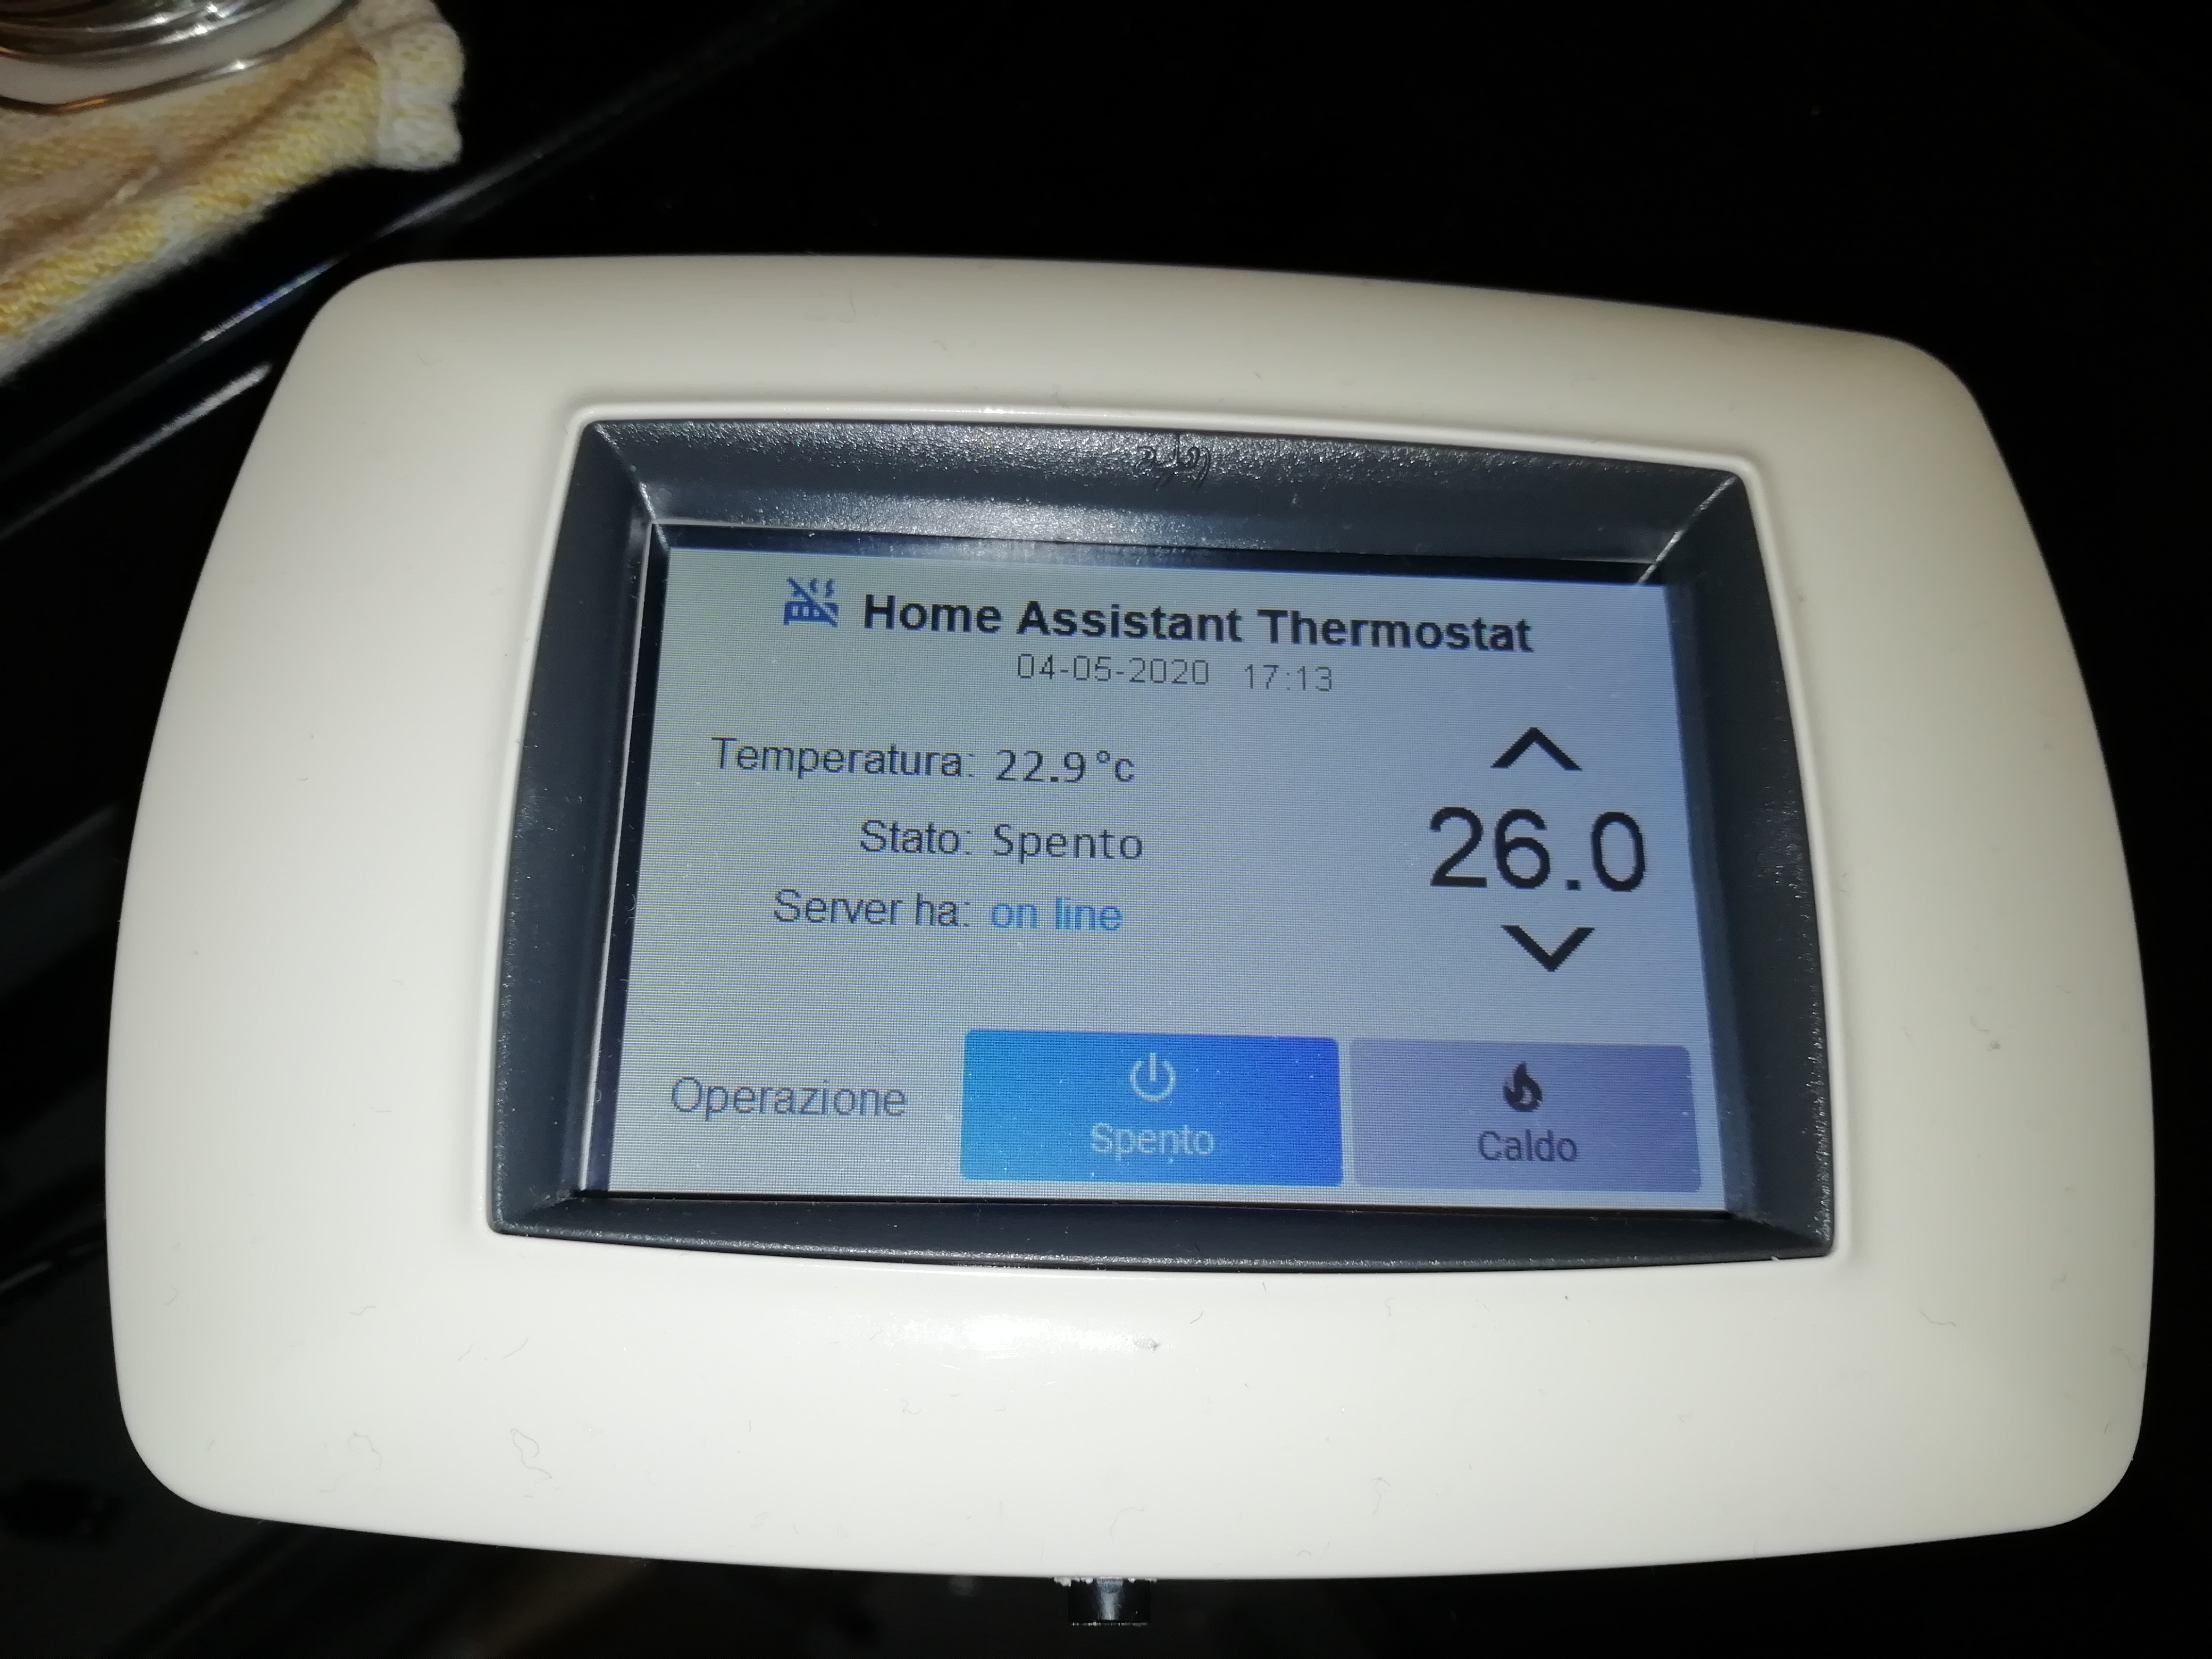 Home Assistant Thermostat
04-05-2020 17:13
Temperatura: 22.9°c
Stato: Spento
Server ha: on line
26.0
Operazione
Spento
Caldo